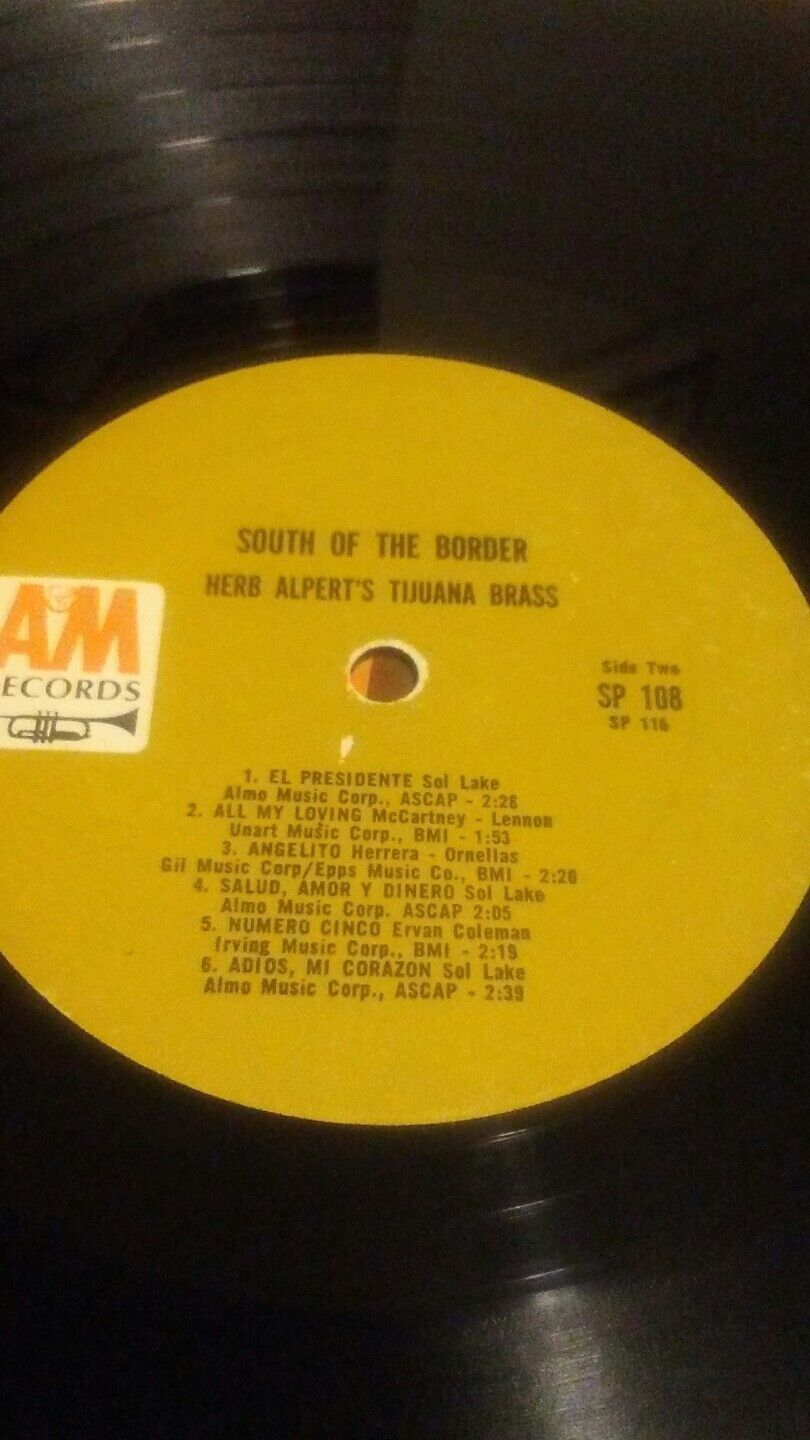 SOUTH OF THE BORDER
HERB ALPERT'S TIJUANA BRASS
A&M
ECORDS
Side Two
SP 108
SP 116
1. EL PRESIDENTE Sol Lake
Almo Music Corp., ASCAP - 2:28
2. ALL MY LOVING McCartney - Lennon
Unart Music Corp., BMI - 1:53
3. ANGELITO Herrera - Ornellas
Gil Music Corp/Epps Music Co., BMI - 2:26
4. SALUD, AMOR Y DINERO Sol Lake
Almo Music Corp. ASCAP 2:05
5. NUMERO CINCO Ervan Coleman
Irving Music Corp., BMI - 2:19
6. ADIOS, MI CORAZON Sol Lake
Almo Music Corp., ASCAP - 2:39